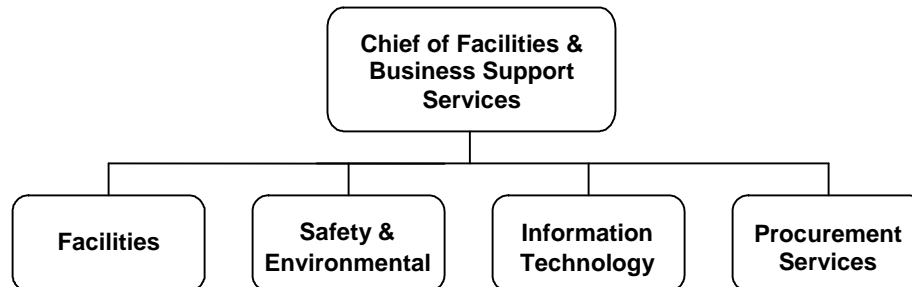 Chief of Facilities &
Business Support
Services
Facilities
Safety &
Environmental
Information
Technology
Procurement
Services